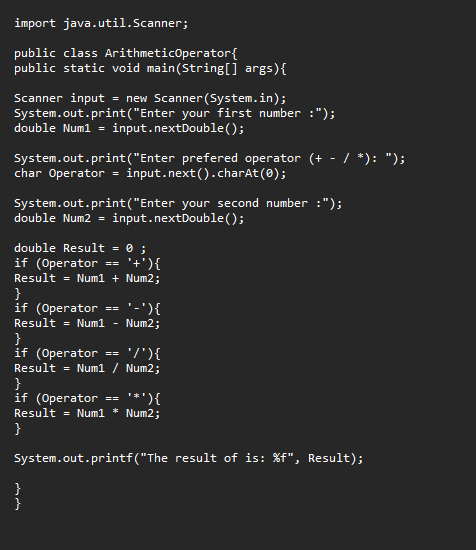 import java.util.Scanner;
public class ArithmeticOperator{
public static void main(String[] args){
Scanner input = new Scanner(System.in);
System.out.print("Enter your first number :");
double Num1 = input.nextDouble();
System.out.print("Enter prefered operator (+ - / *): ");
char Operator = input.next().charAt(0);
System.out.print("Enter your second number :");
double Num2 = input.nextDouble();
double Result = 0 ;
if (Operator == '+'){
Result = Num1 + Num2;
}
if (Operator == '-'){
Result = Num1 - Num2;
}
if (Operator == '/'){
Result = Num1 / Num2;
}
if (Operator == '*'){
Result = Num1 * Num2;
}
System.out.printf("The result of is: %f", Result);
}
}